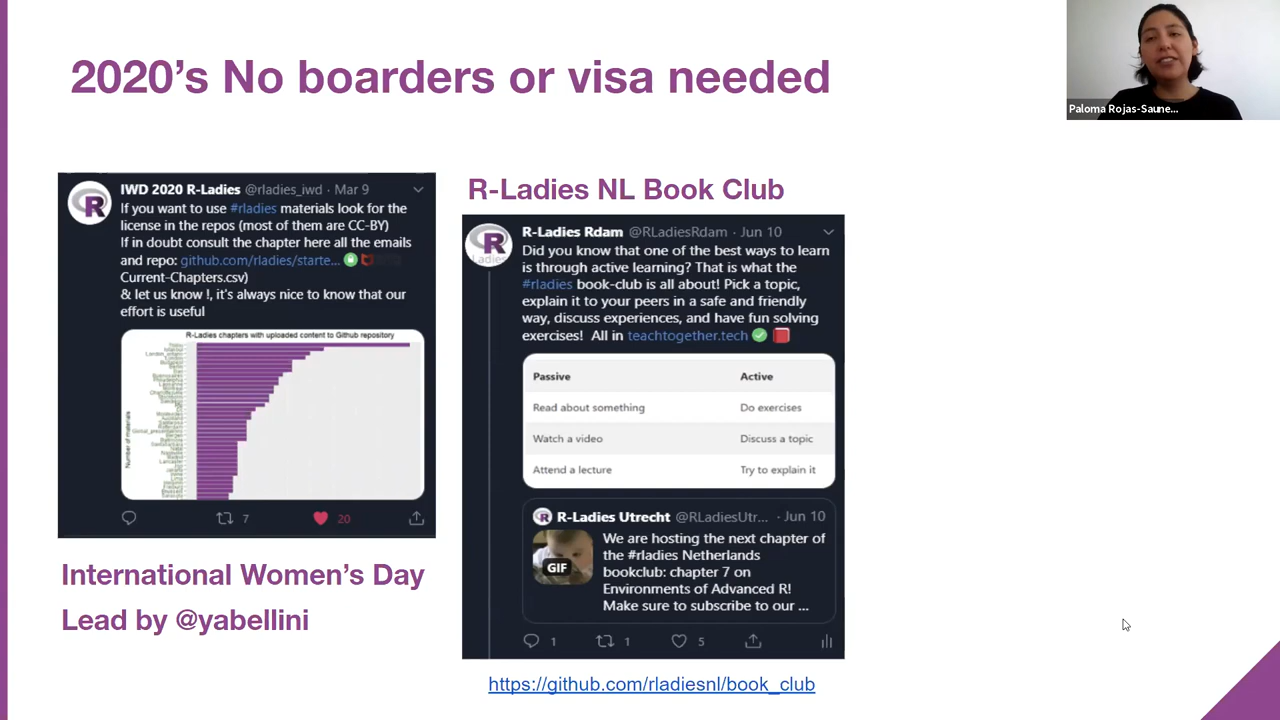 2020's No boarders or visa needed
Paloma Rojas-Saune...
IWD 2020 R-Ladies @rladies_iwd · Mar 9
If you want to use #rladies materials look for the
license in the repos (most of them are CC-BY)
If in doubt consult the chapter here all the emails
and repo: github.com/rladies/starte...
Current-Chapters.csv)
& let us know !, it's always nice to know that our
effort is useful
R-Ladies chapters with uploaded content to Github repository
Number of materials
7
20
International Women's Day
Lead by @yabellini
R-Ladies NL Book Club
R-Ladies Rdam @RLadiesRdam · Jun 10
Did you know that one of the best ways to learn
is through active learning? That is what the
#rladies book-club is all about! Pick a topic,
explain it to your peers in a safe and friendly
way, discuss experiences, and have fun solving
exercises! All in teachtogether.tech
Passive Active
Read about something Do exercises
Watch a video Discuss a topic
Attend a lecture Try to explain it
R-Ladies Utrecht @RLadiesUtr... · Jun 10
GIF
We are hosting the next chapter of
the #rladies Netherlands
bookclub: chapter 7 on
Environments of Advanced R!
Make sure to subscribe to our ...
1 1 5
https://github.com/rladiesnl/book_club